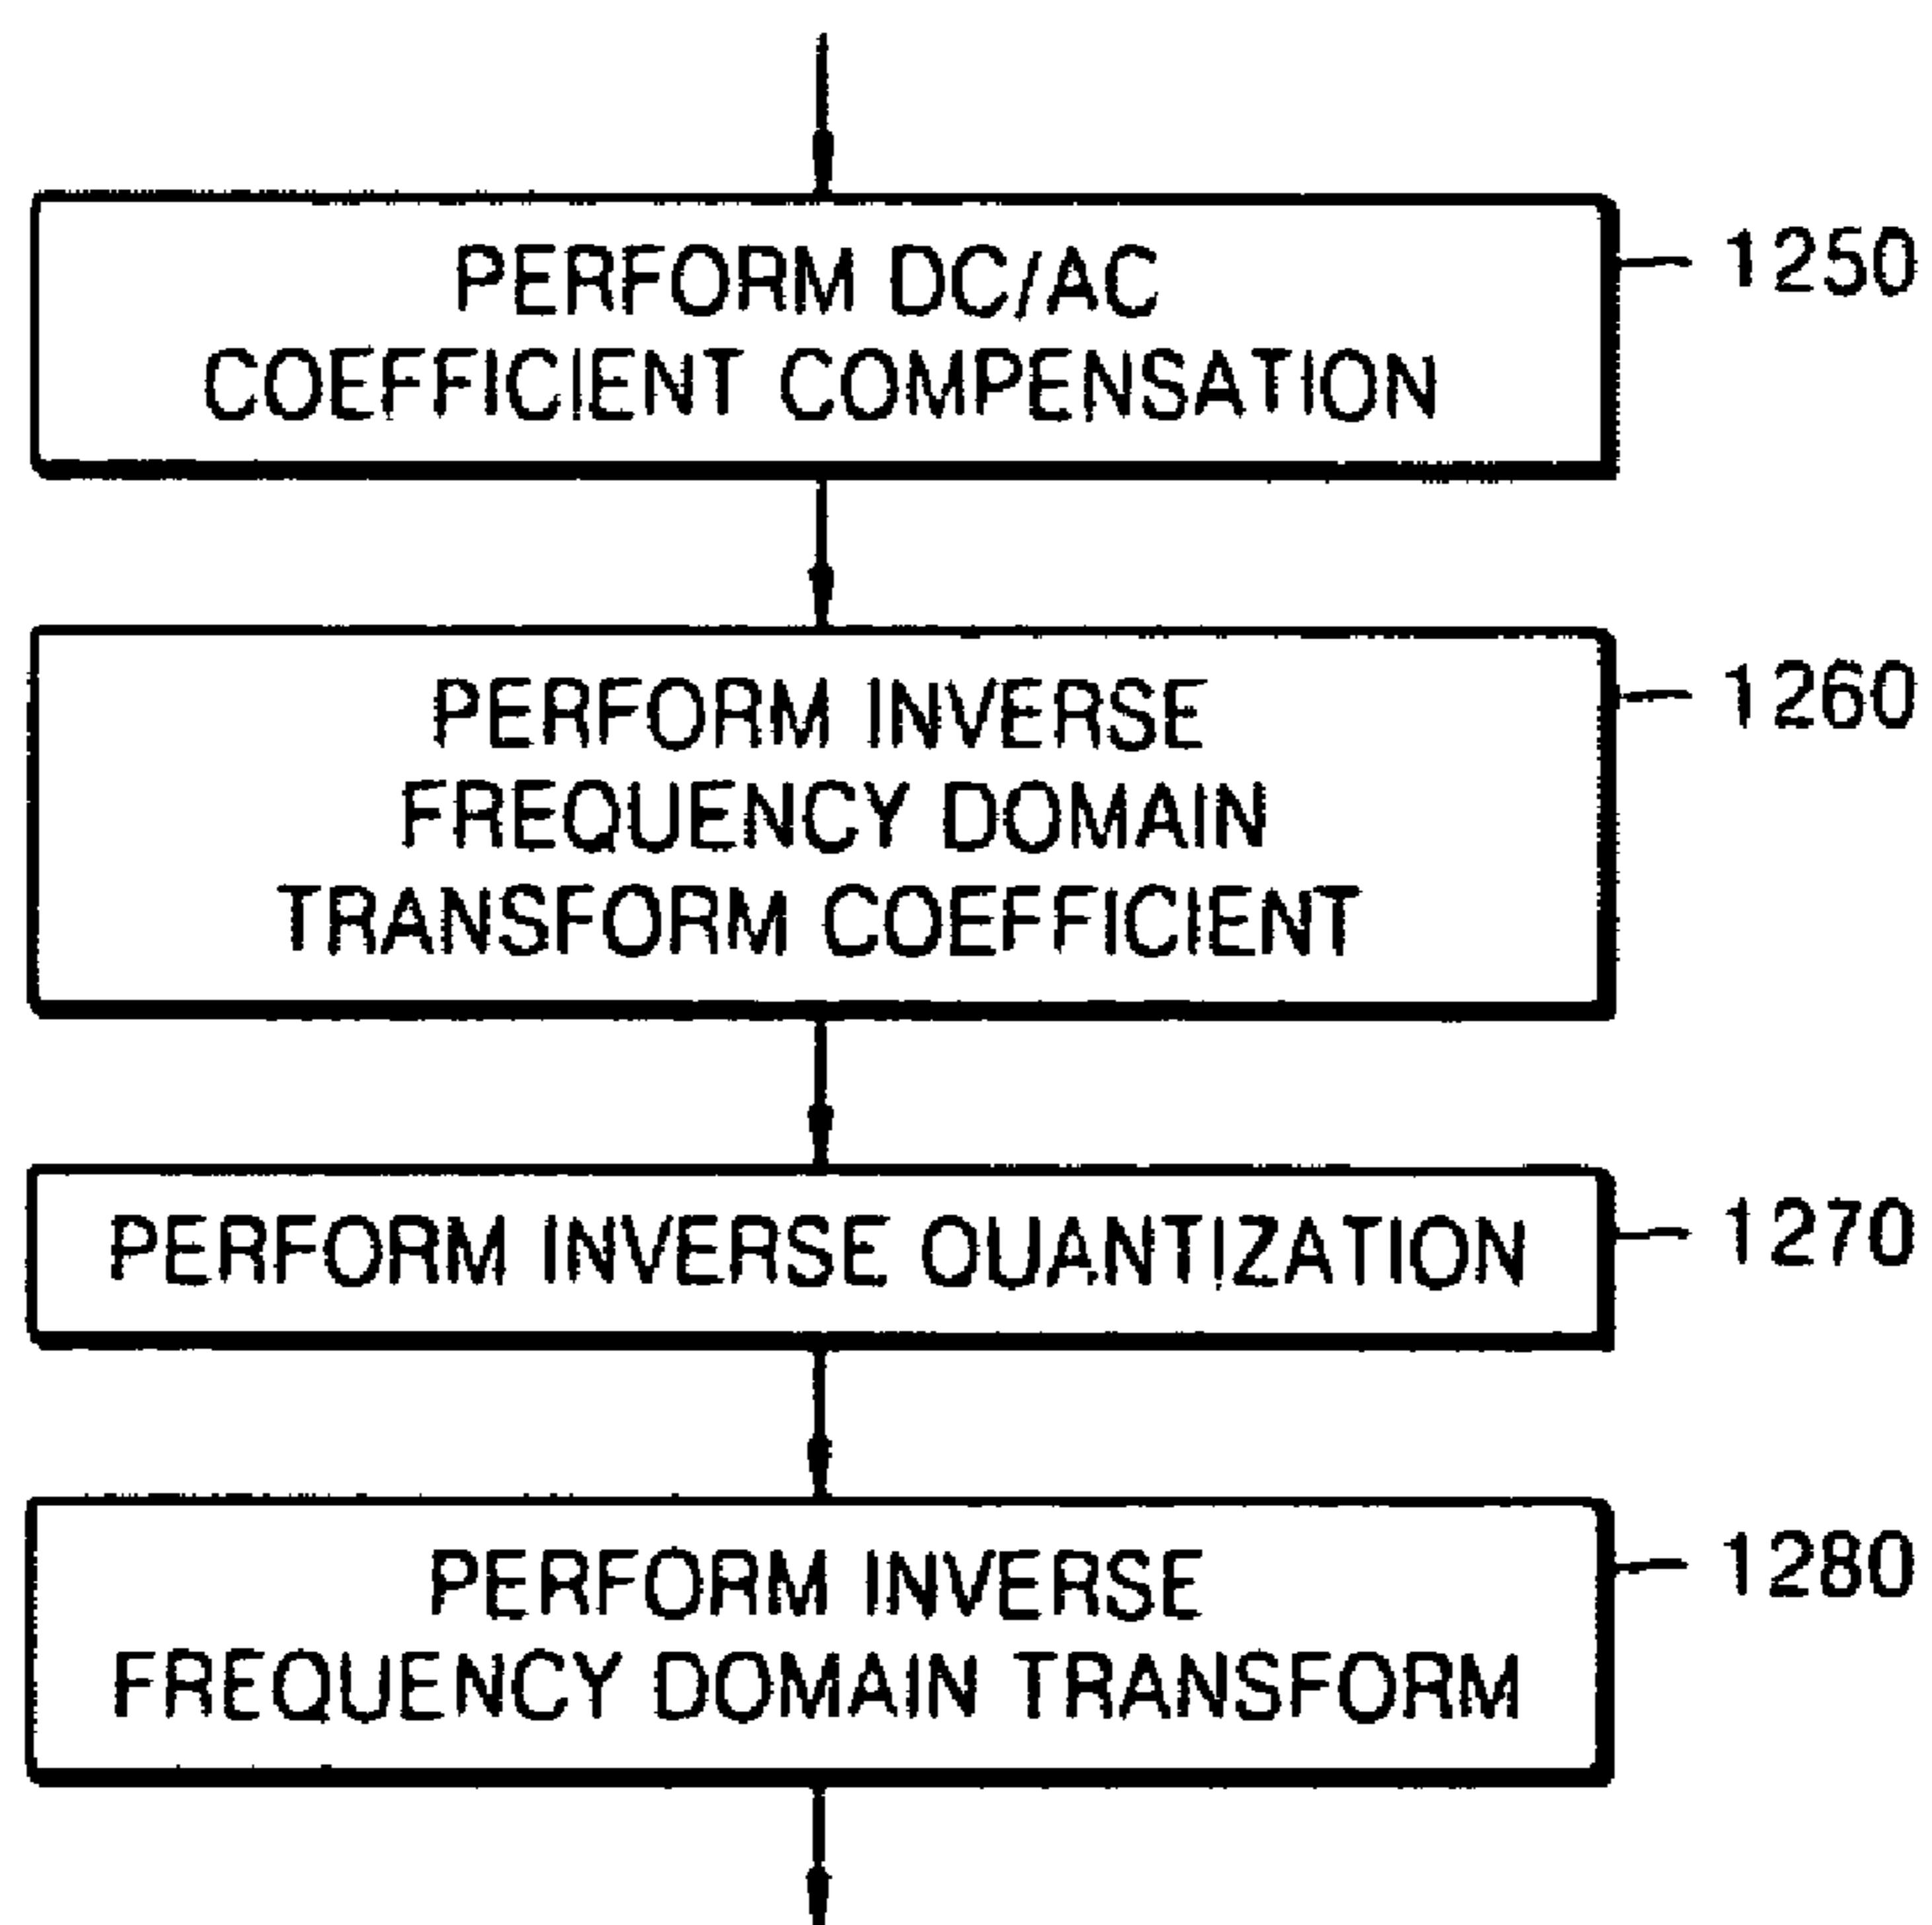 PERFORM DC/AC
COEFFICIENT COMPENSATION
1250
PERFORM INVERSE
FREQUENCY DOMAIN
TRANSFORM COEFFICIENT
1260
PERFORM INVERSE QUANTIZATION
1270
PERFORM INVERSE
FREQUENCY DOMAIN TRANSFORM
1280